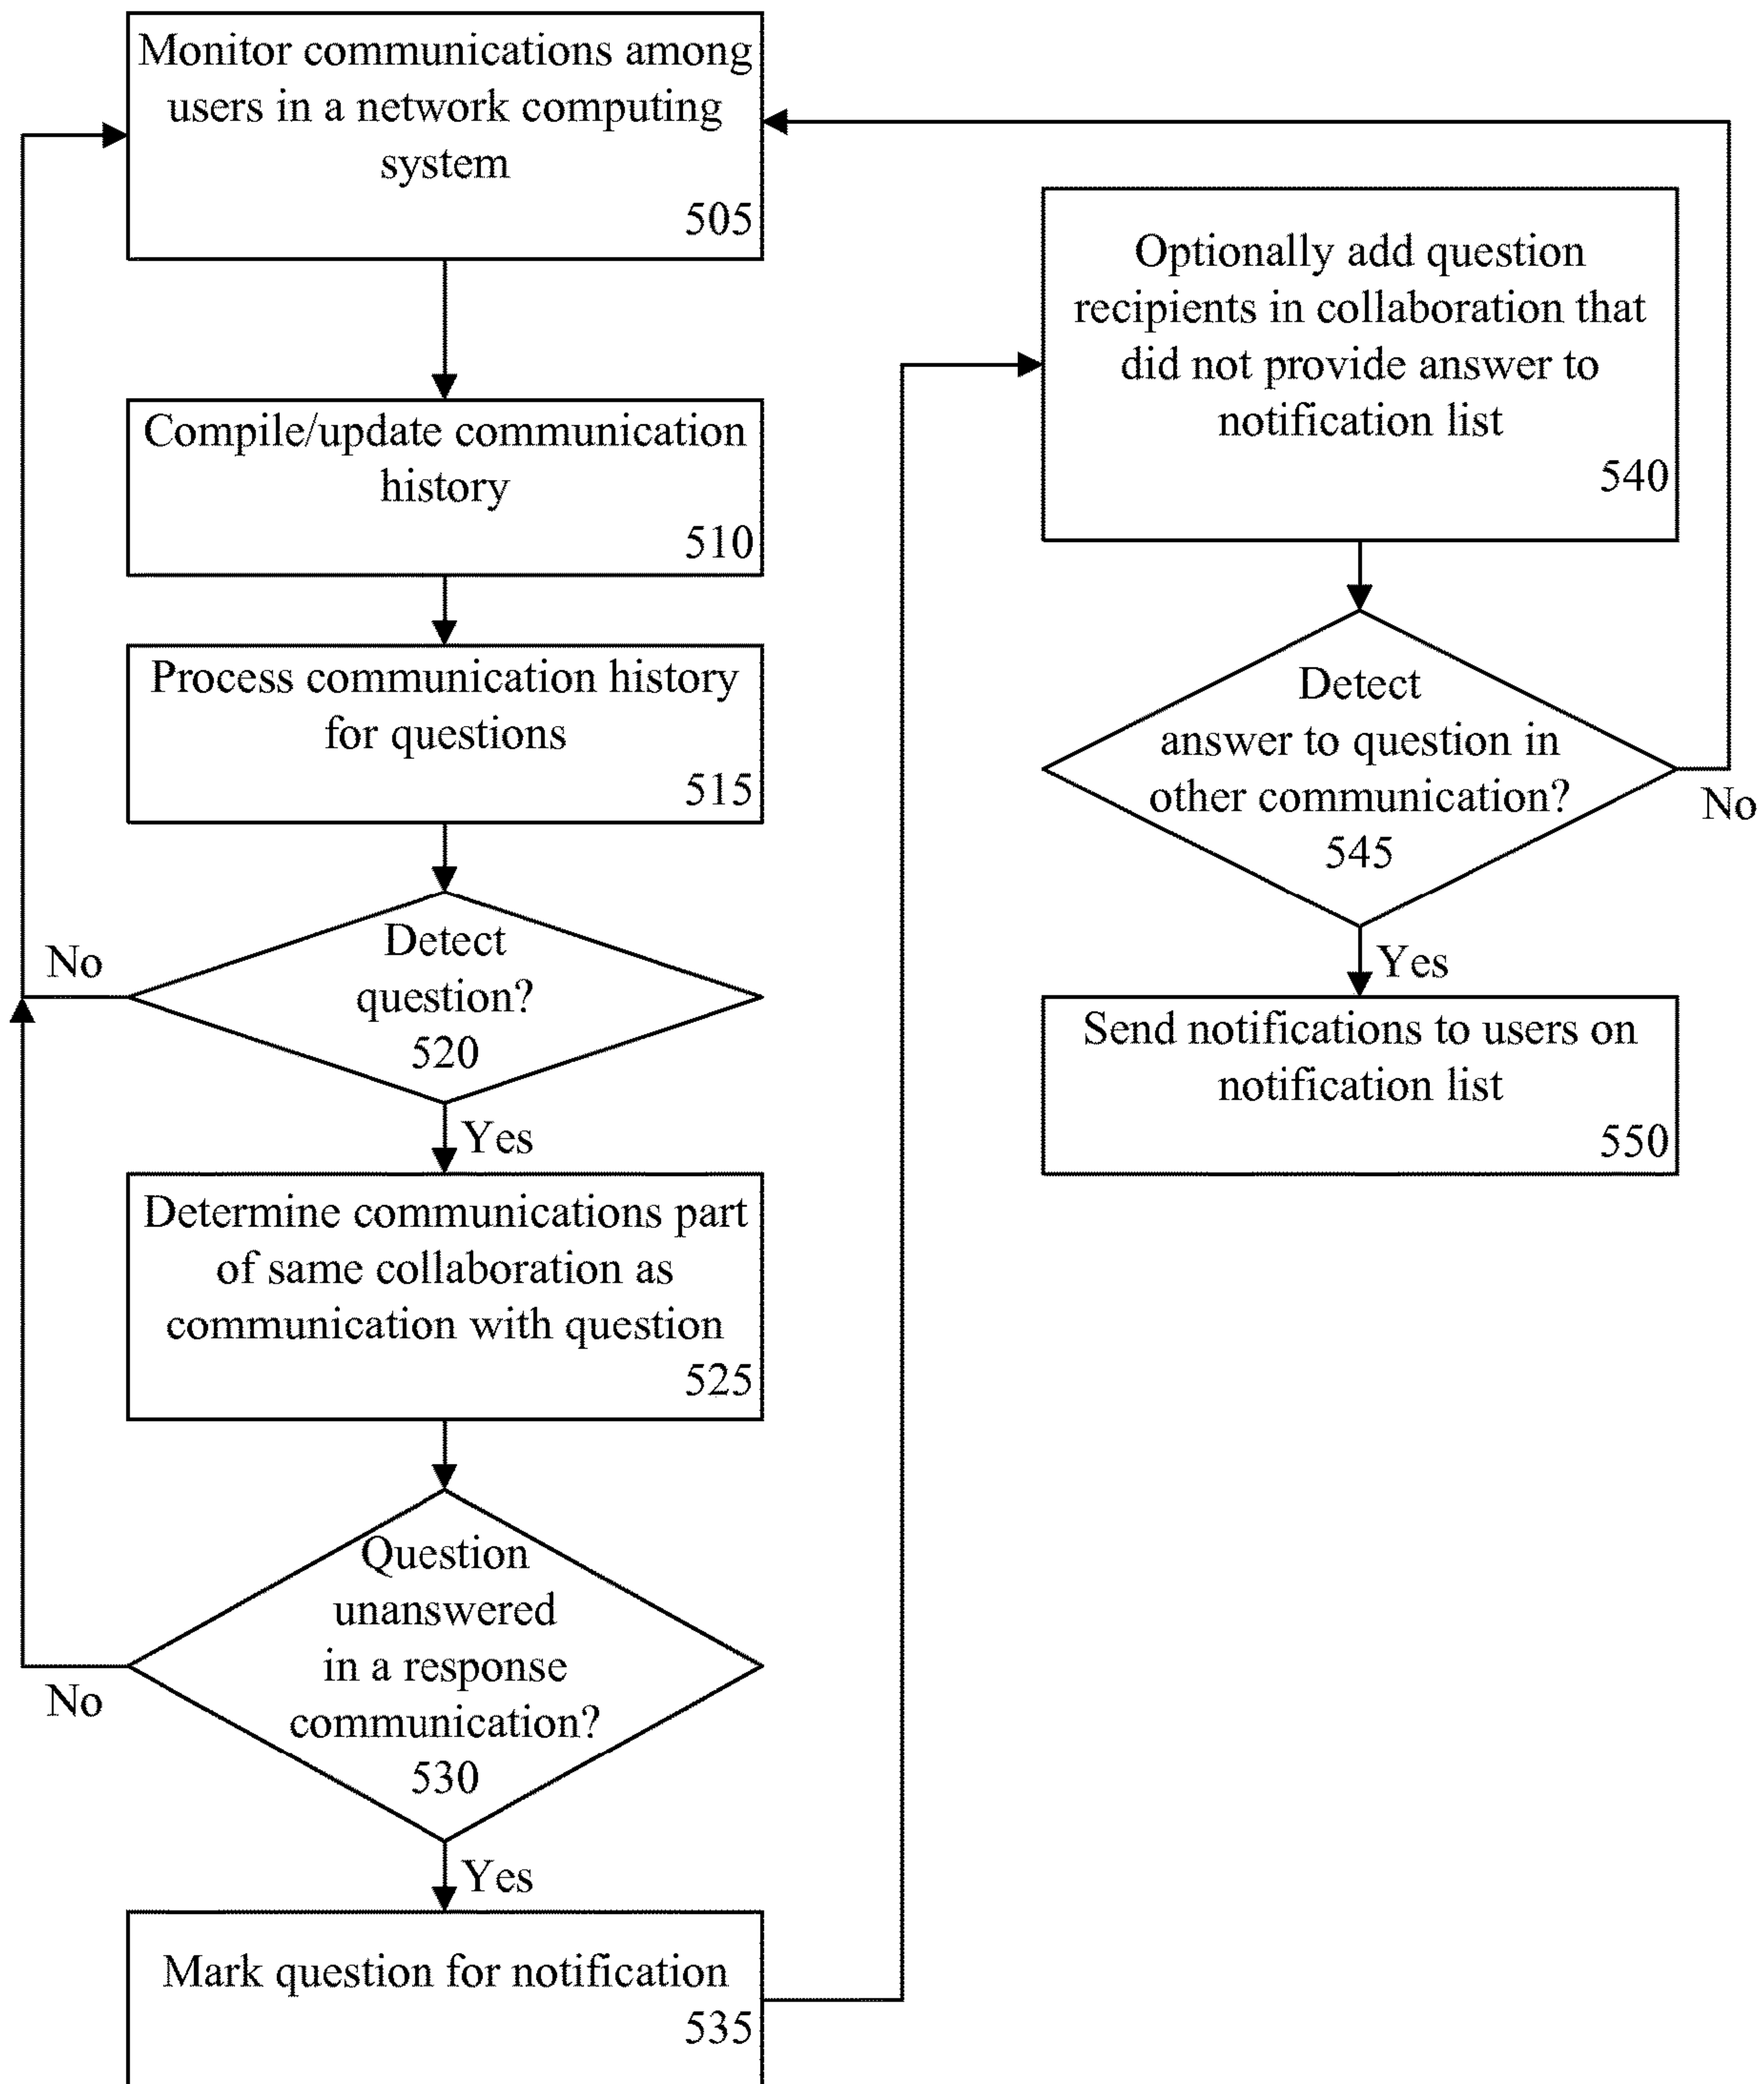 Monitor communications among
users in a network computing
system
505
Compile/update communication
history
510
Process communication history
for questions
515
Detect
question?
520
No
Yes
Determine communications part
of same collaboration as
communication with question
525
Question
unanswered
in a response
communication?
530
No
Yes
Mark question for notification
535
Optionally add question
recipients in collaboration that
did not provide answer to
notification list
540
Detect
answer to question in
other communication?
545
No
Yes
Send notifications to users on
notification list
550